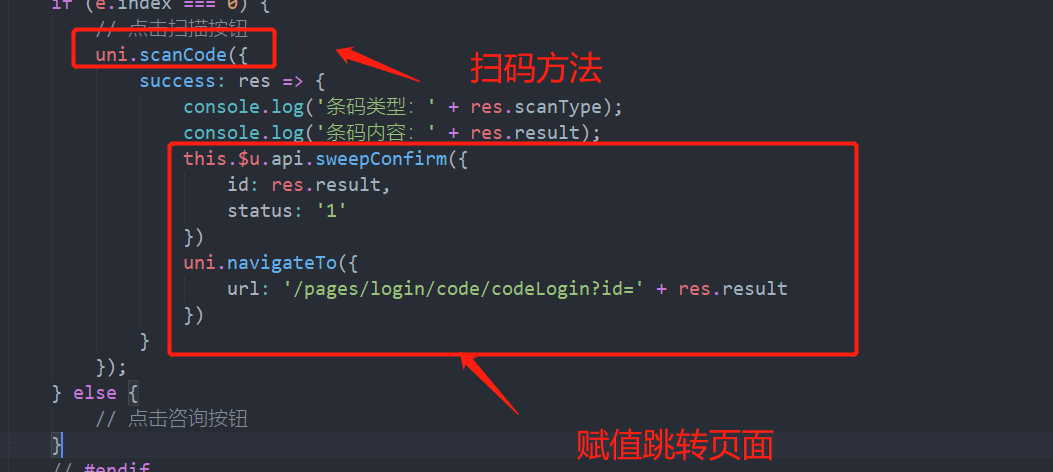 if (e.index === 0) {
// 点击扫描按钮
uni.scanCode({
扫码方法
success: res => {
console.log('条码类型：' + res.scanType);
console.log('条码内容：' + res.result);
this.$u.api.sweepConfirm({
id: res.result,
status: '1'
})
uni.navigateTo({
url: '/pages/login/code/codeLogin?id=' + res.result
})
}
});
} else {
// 点击咨询按钮
}
赋值跳转页面
// #endif